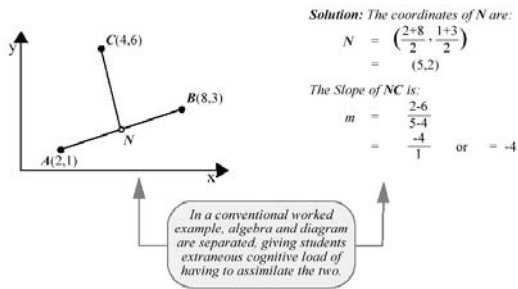 C(4,6)
y
B(8,3)
N
A(2,1)
x
Solution: The coordinates of N are:
N = (2+8/2 , 1+3/2)
= (5,2)
The Slope of NC is:
m = 2-6/5-4
= -4/1 or = -4
In a conventional worked
example, algebra and diagram
are separated, giving students
extraneous cognitive load of
having to assimilate the two.